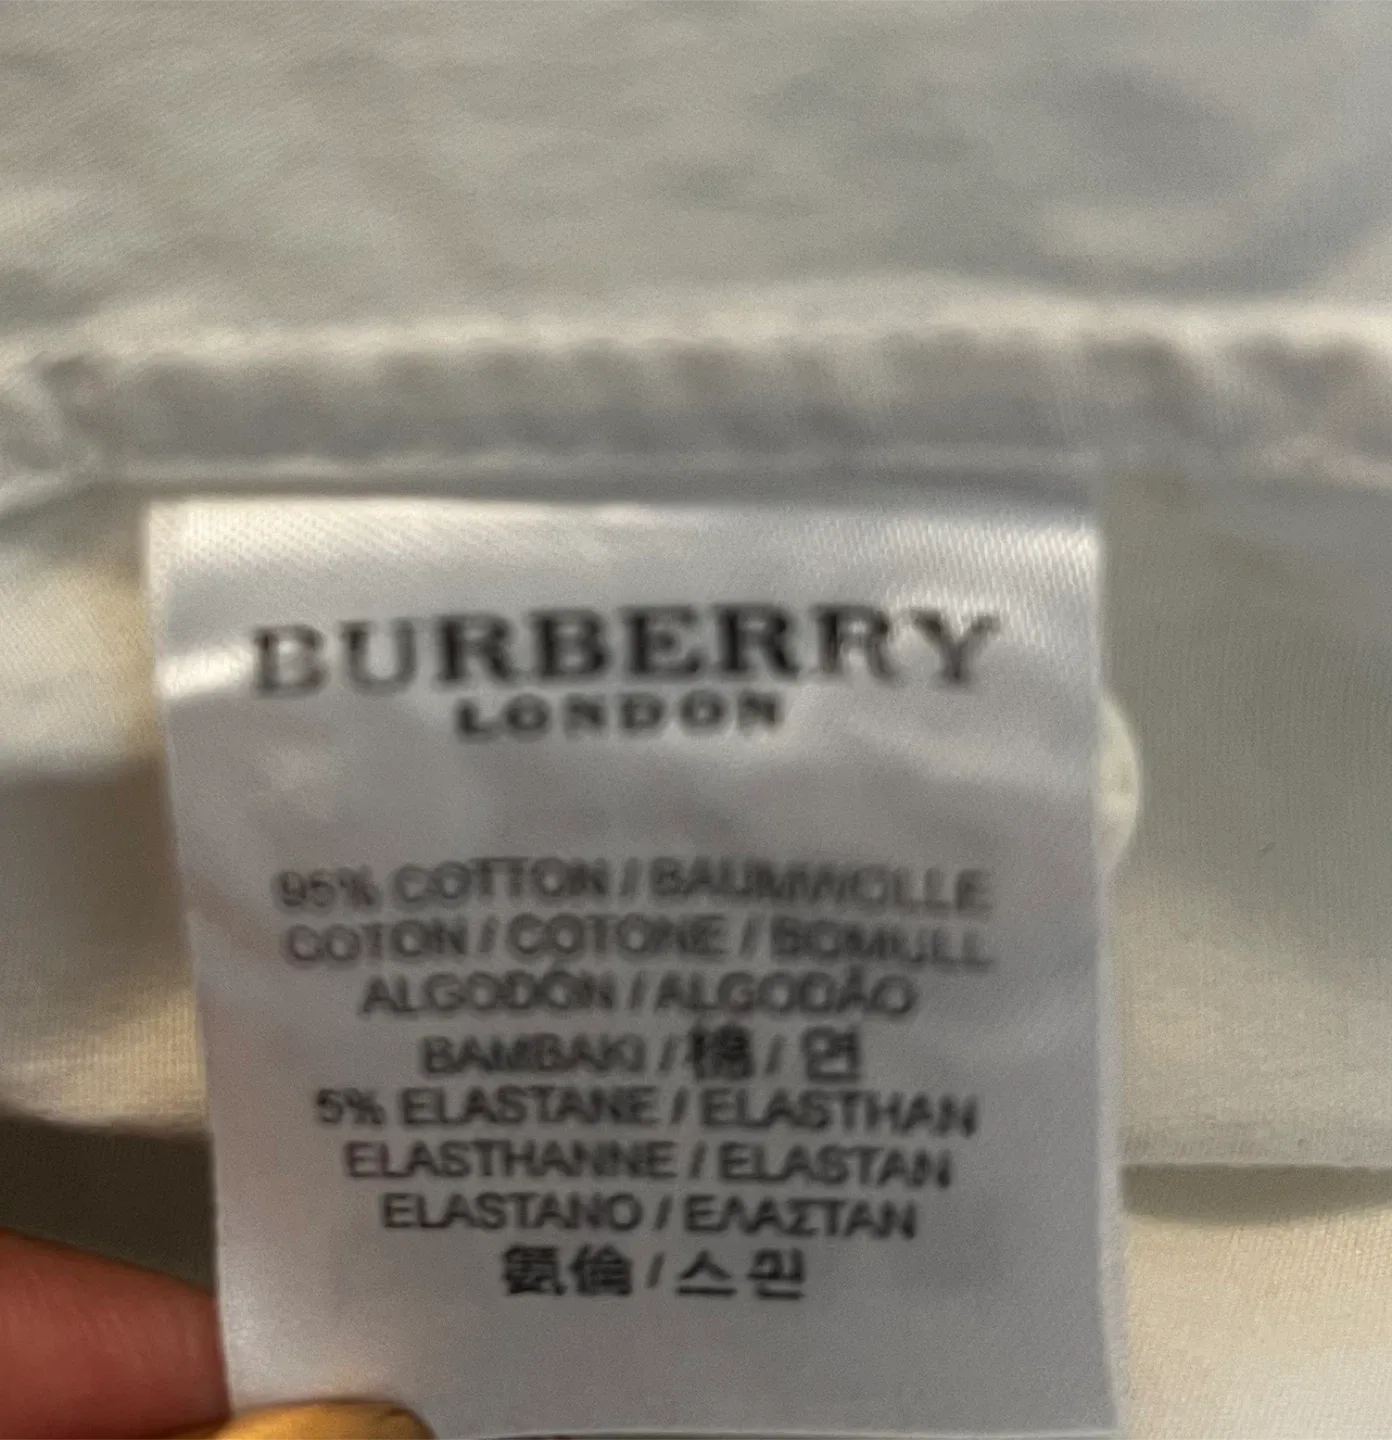 BURBERRY
LONDON
95% COTTON / BAUMWOLLE
COTON / COTONE / BOMULL
ALGODÓN / ALGODÃO
BAMBAKI / 棉 / 면
5% ELASTANE / ELASTHAN
ELASTHANNE / ELASTAN
ELASTANO / ΕΛΑΣΤΑΝ
氨倫 / 스판